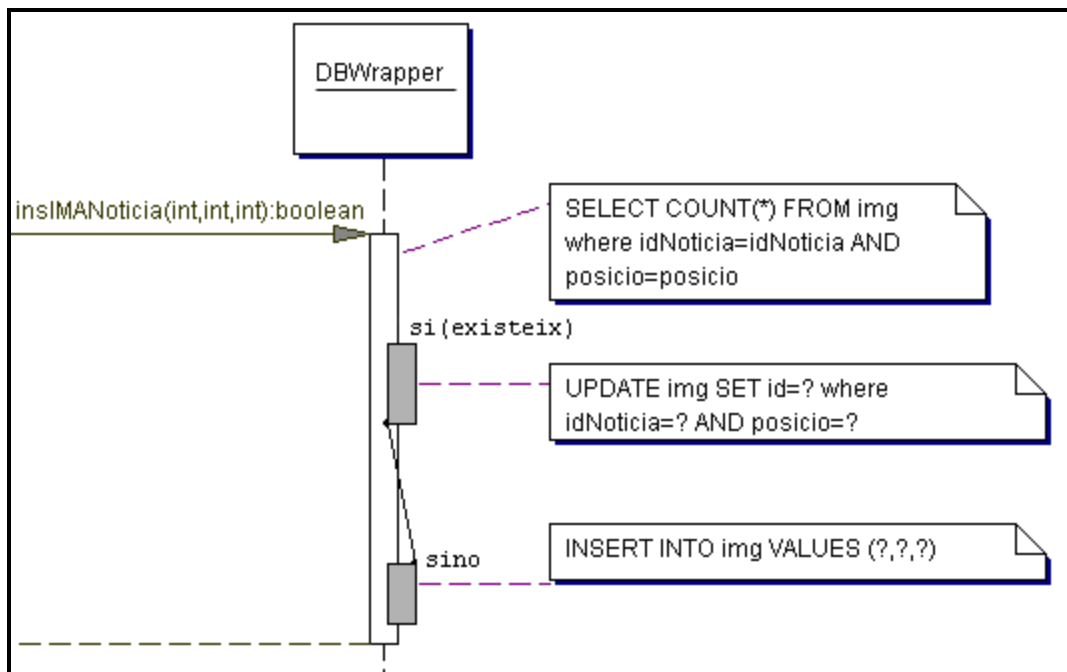 DBWrapper
insIMANoticia(int,int,int):boolean
SELECT COUNT(*) FROM img
where idNoticia=idNoticia AND
posicio=posicio
si(existeix)
UPDATE img SET id=? where
idNoticia=? AND posicio=?
sino
INSERT INTO img VALUES (?,?,?)